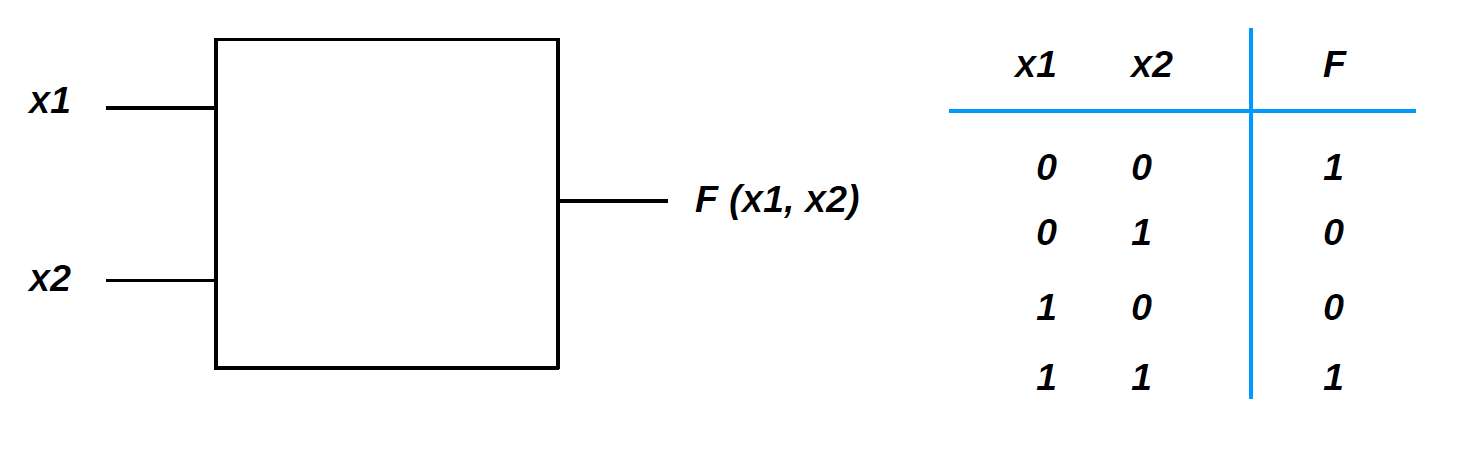 x1
x2
F (x1, x2)
x1 x2 F
0 0 1
0 1 0
1 0 0
1 1 1